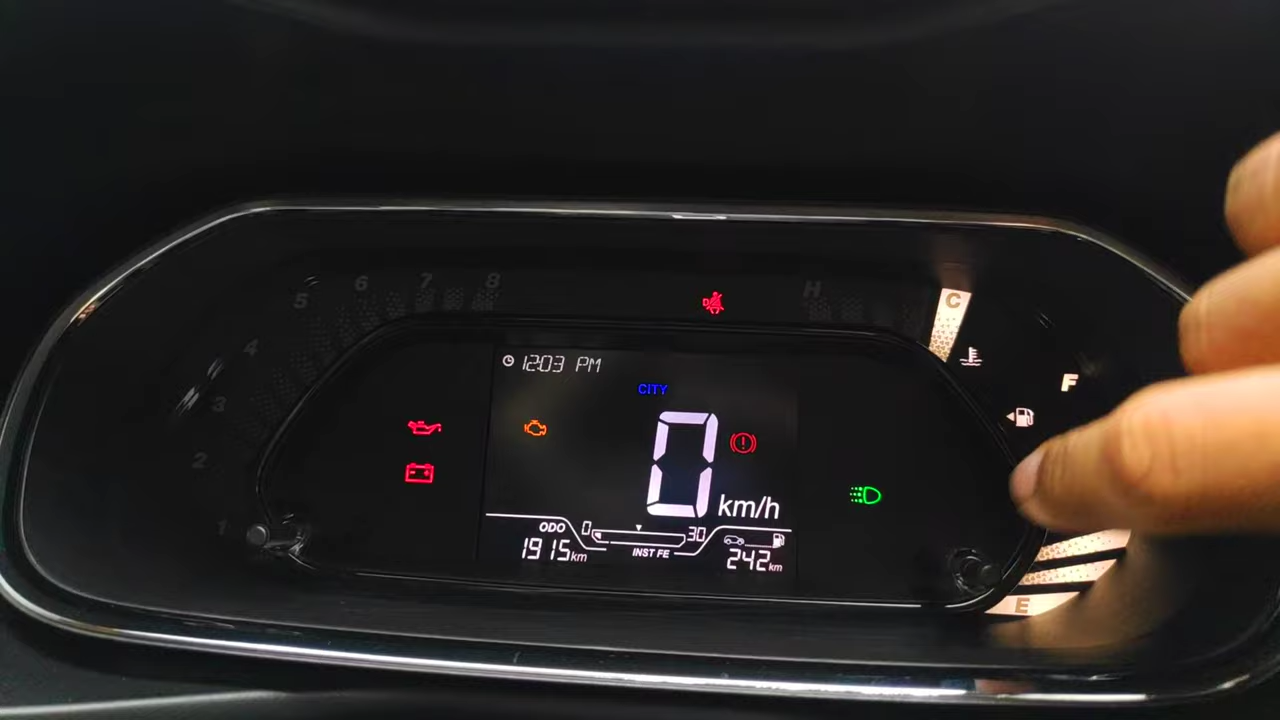 5 6 7 8
H
C
4
3
2
1
F
E
12:03 PM
CITY
0
km/h
ODO
1915km
0 30
INST FE
242km